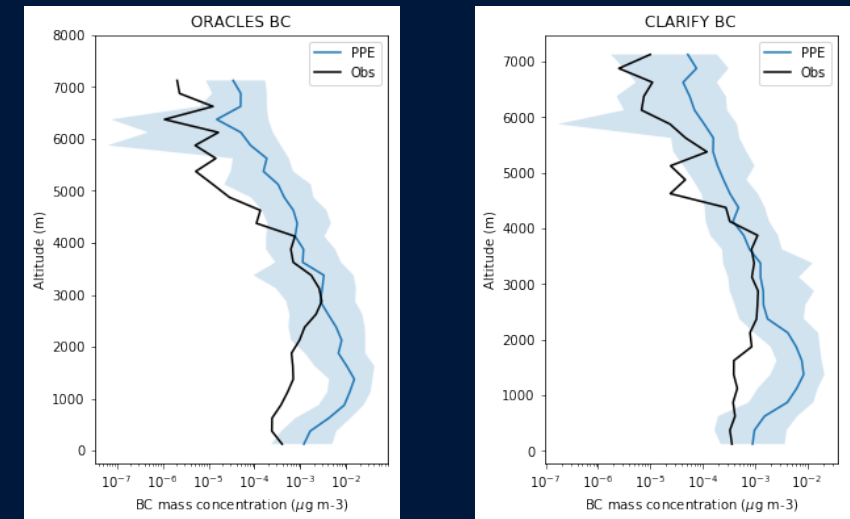 ORACLES BC
8000
7000
6000
5000
4000
3000
2000
1000
0
Altitude (m)
PPE
Obs
10⁻⁷ 10⁻⁶ 10⁻⁵ 10⁻⁴ 10⁻³ 10⁻²
BC mass concentration (μg m-3)
CLARIFY BC
7000
6000
5000
4000
3000
2000
1000
0
Altitude (m)
PPE
Obs
10⁻⁷ 10⁻⁶ 10⁻⁵ 10⁻⁴ 10⁻³ 10⁻²
BC mass concentration (μg m-3)